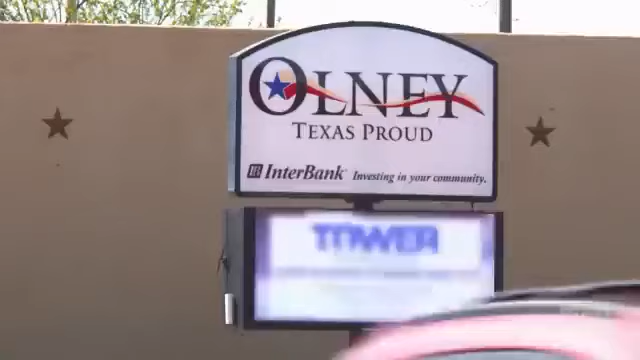 OLNEY
TEXAS PROUD
InterBank Investing in your community.
TOWER